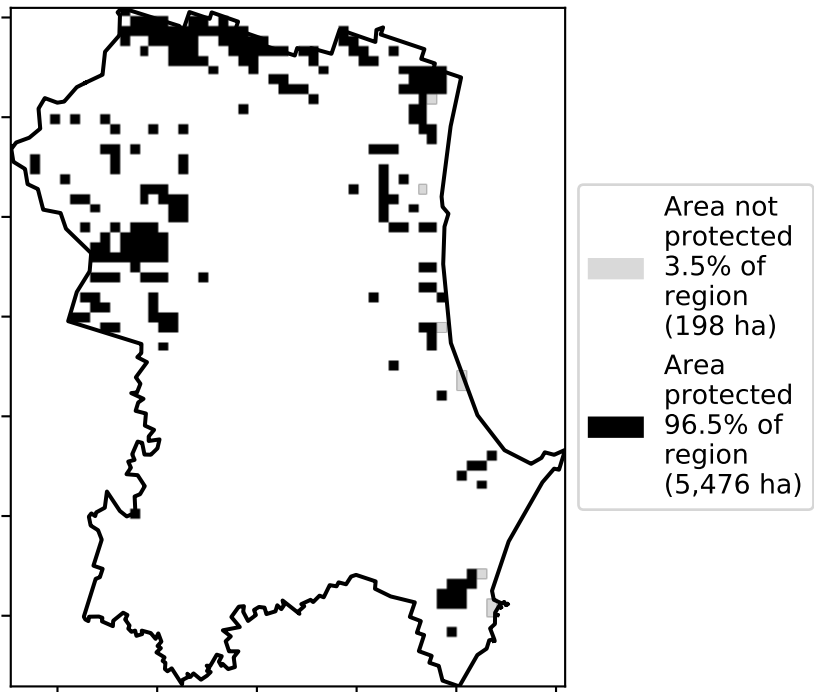 Area not
protected
3.5% of
region
(198 ha)
Area
protected
96.5% of
region
(5,476 ha)